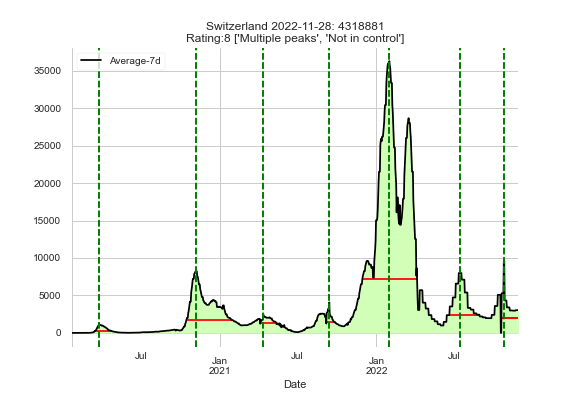 Switzerland 2022-11-28: 4318881
Rating:8 ['Multiple peaks', 'Not in control']
Average-7d
35000
30000
25000
20000
15000
10000
5000
0
Jul
Jan
2021
Jul
Jan
2022
Jul
Date